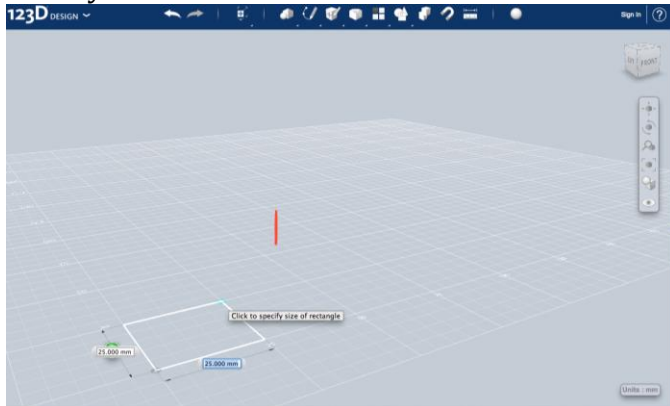 123D DESIGN
Sign In
?
FRONT
Click to specify size of rectangle
25.000 mm
25.000 mm
Units : mm